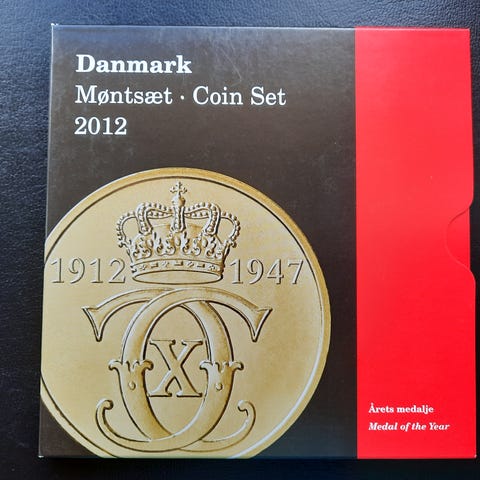 Danmark
Møntsæt · Coin Set
2012
1912 1947
X
Årets medalje
Medal of the Year